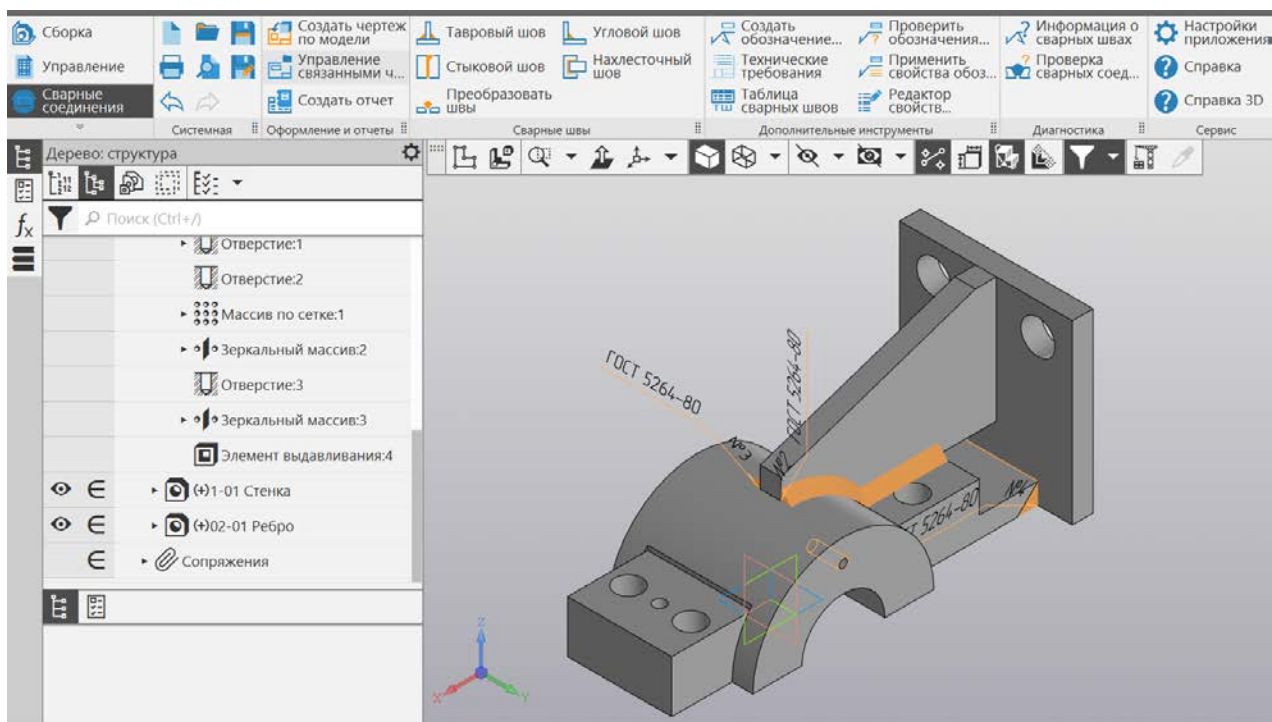 Сборка
Управление
Сварные
соединения
Системная
Создать чертеж
по модели
Управление
связанными ч...
Создать отчет
Оформление и отчеты
Тавровый шов
Угловой шов
Стыковой шов
Нахлесточный
шов
Преобразовать
швы
Сварные швы
Создать
обозначение...
Проверить
обозначения...
Технические
требования
Применить
свойства обоз...
Таблица
сварных швов
Редактор
свойств...
Дополнительные инструменты
Информация о
сварных швах
Проверка
сварных соед...
Диагностика
Настройки
приложения
Справка
Справка 3D
Сервис
Дерево: структура
Поиск (Ctrl+/)
Отверстие:1
Отверстие:2
Массив по сетке:1
Зеркальный массив:2
Отверстие:3
Зеркальный массив:3
Элемент выдавливания:4
(+)1-01 Стенка
(+)02-01 Ребро
Сопряжения
ГОСТ 5264-80
№3
ГОСТ 5264-80
№2
ГОСТ 5264-80
№4
Z
X
Y